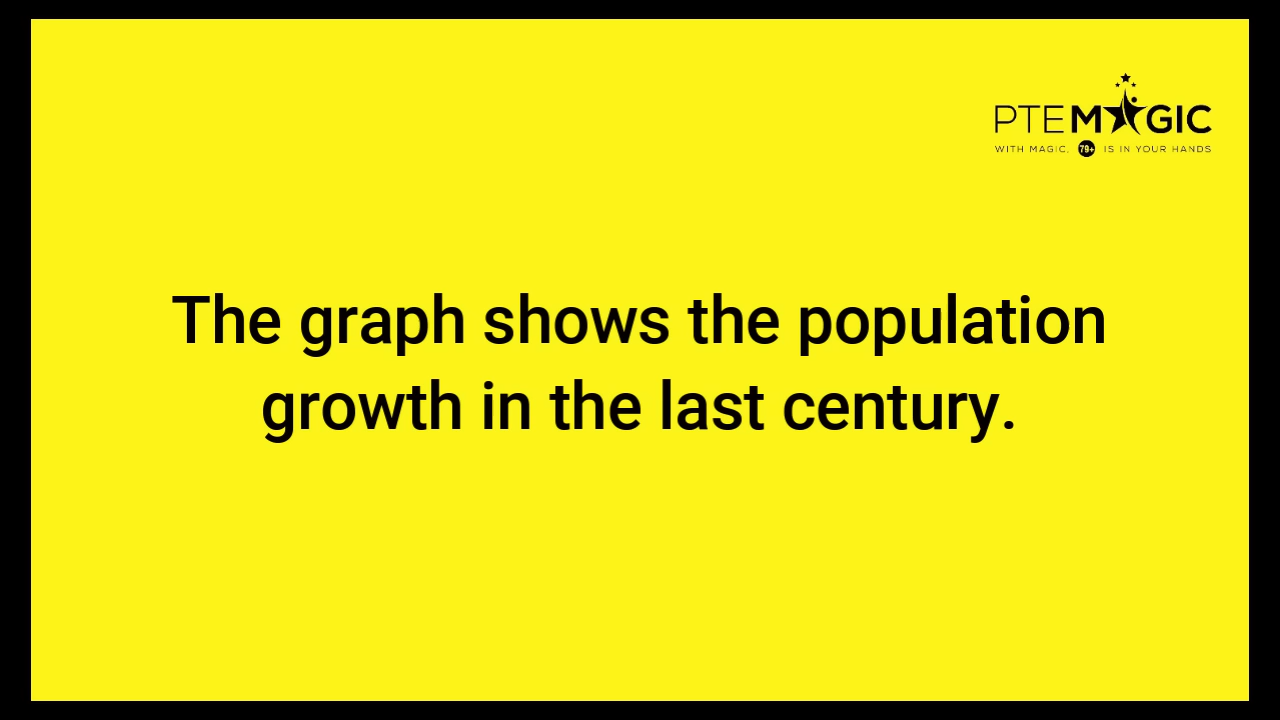 PTEMAGIC
WITH MAGIC, 79+ IS IN YOUR HANDS
The graph shows the population
growth in the last century.